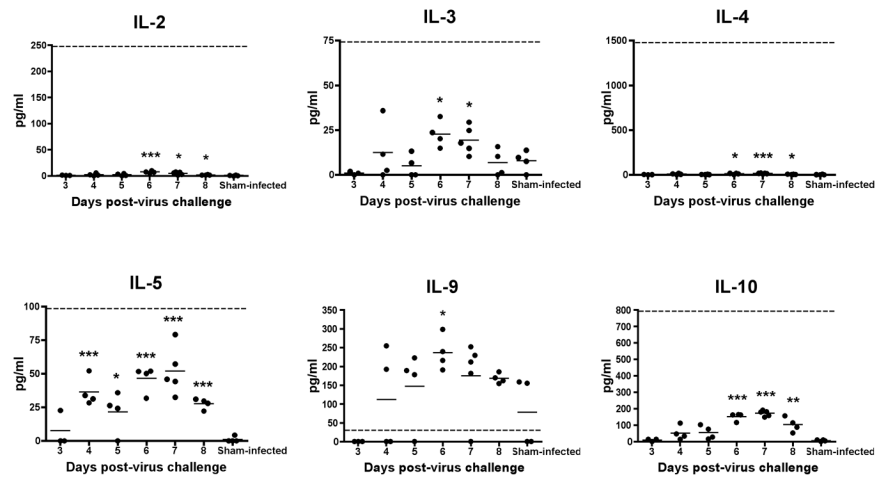 IL-2
250
200
150
100
50
0
pg/ml
***
*
*
3 4 5 6 7 8 Sham-infected
Days post-virus challenge
IL-3
75
50
25
0
pg/ml
*
*
3 4 5 6 7 8 Sham-infected
Days post-virus challenge
IL-4
1500
1000
500
0
pg/ml
*
***
*
3 4 5 6 7 8 Sham-infected
Days post-virus challenge
IL-5
100
75
50
25
0
pg/ml
***
*
***
***
***
3 4 5 6 7 8 Sham-infected
Days post-virus challenge
IL-9
350
300
250
200
150
100
50
0
pg/ml
*
3 4 5 6 7 8 Sham-infected
Days post-virus challenge
IL-10
800
700
600
500
400
300
200
100
0
pg/ml
***
***
**
3 4 5 6 7 8 Sham-infected
Days post-virus challenge